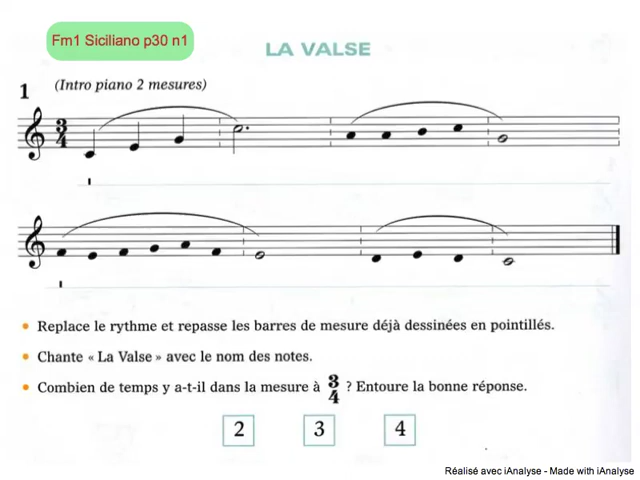 Fm1 Siciliano p30 n1
LA VALSE
(Intro piano 2 mesures)
1
3
4
• Replace le rythme et repasse les barres de mesure déjà dessinées en pointillés.
• Chante « La Valse » avec le nom des notes.
• Combien de temps y a-t-il dans la mesure à 3/4 ? Entoure la bonne réponse.
2 3 4
Réalisé avec iAnalyse - Made with iAnalyse